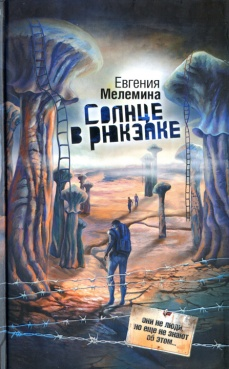 Евгения
Мелемина
Солнце
в рюкзаке
они не люди,
но еще не знают
об этом...